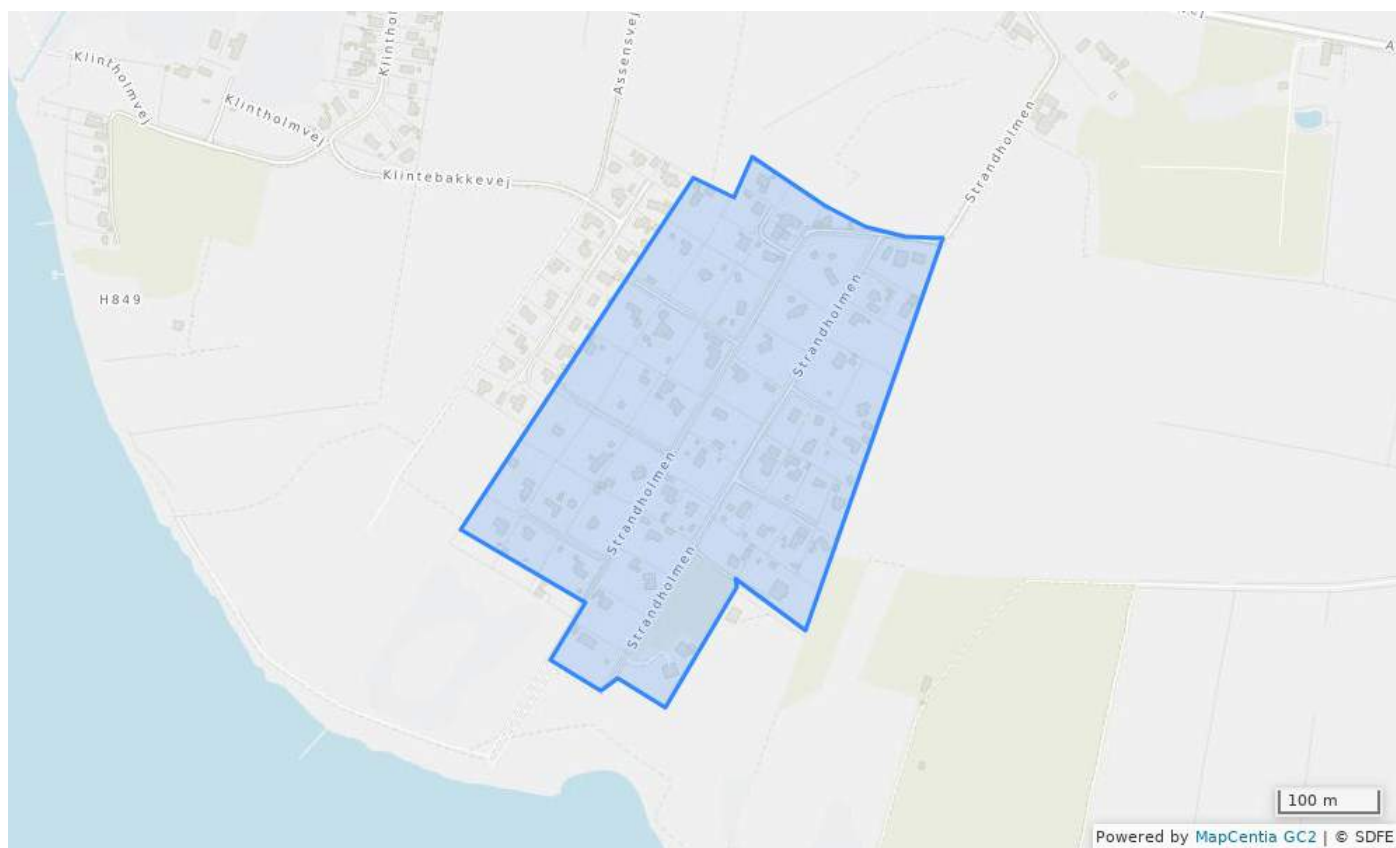 Klinthol
Assensvej
A
Klintholmvej
Klintholmvej
Strandholmen
Klintebakkevej
H849
Strandholmen
Strandholmen
Strandholmen
100 m
Powered by MapCentia GC2 | © SDFE